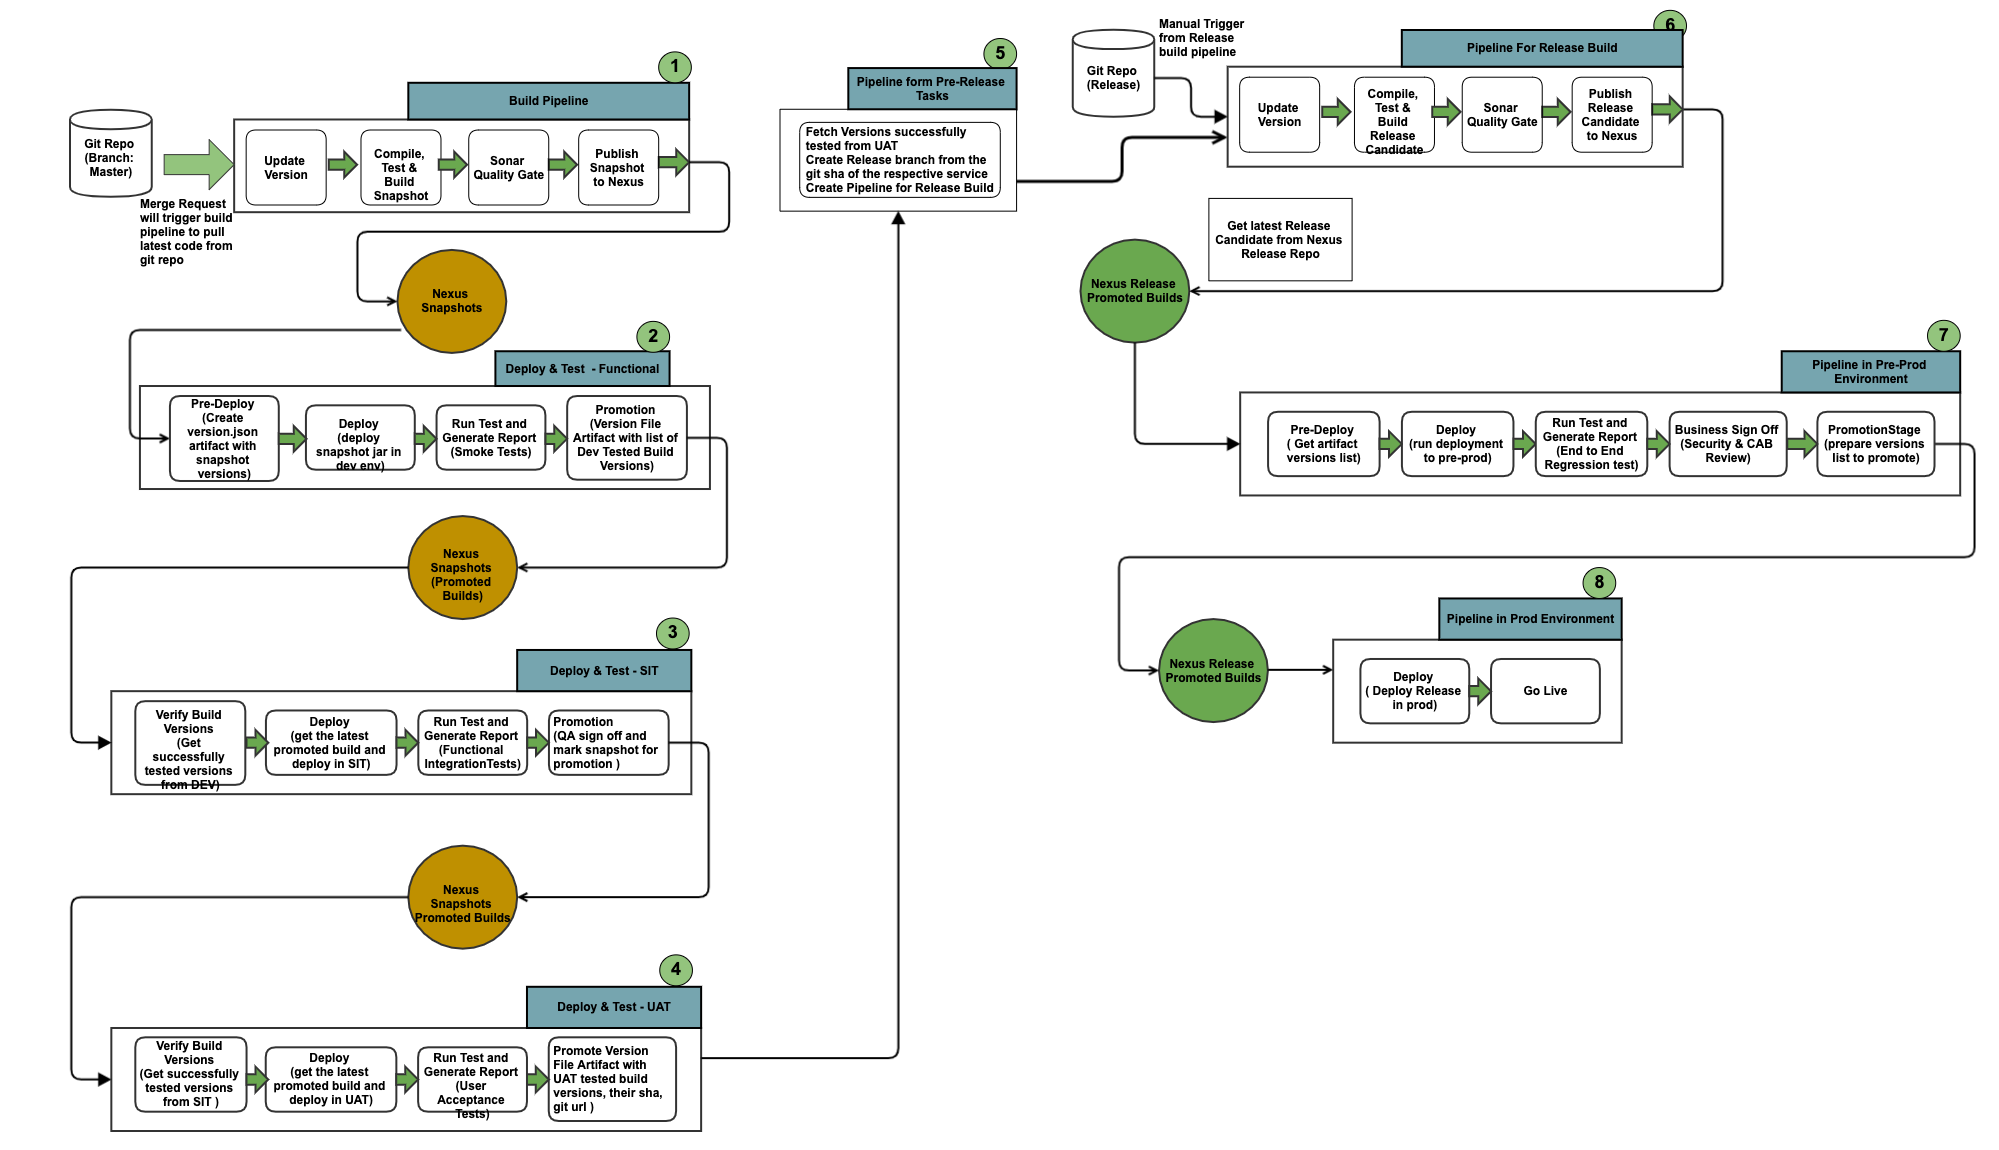 1
Build Pipeline
Git Repo
(Branch:
Master)
Merge Request
will trigger build
pipeline to pull
latest code from
git repo
Update
Version
Compile,
Test &
Build
Snapshot
Sonar
Quality Gate
Publish
Snapshot
to Nexus
Nexus
Snapshots
2
Deploy & Test - Functional
Pre-Deploy
(Create
version.json
artifact with
snapshot
versions)
Deploy
(deploy
snapshot jar in
dev env)
Run Test and
Generate Report
(Smoke Tests)
Promotion
(Version File
Artifact with list of
Dev Tested Build
Versions)
Nexus
Snapshots
(Promoted
Builds)
3
Deploy & Test - SIT
Verify Build
Versions
(Get
successfully
tested versions
from DEV)
Deploy
(get the latest
promoted build and
deploy in SIT)
Run Test and
Generate Report
(Functional
IntegrationTests)
Promotion
(QA sign off and
mark snapshot for
promotion )
Nexus
Snapshots
Promoted Builds
4
Deploy & Test - UAT
Verify Build
Versions
(Get successfully
tested versions
from SIT )
Deploy
(get the latest
promoted build and
deploy in UAT)
Run Test and
Generate Report
(User
Acceptance
Tests)
Promote Version
File Artifact with
UAT tested build
versions, their sha,
git url )
5
Pipeline form Pre-Release
Tasks
Fetch Versions successfully
tested from UAT
Create Release branch from the
git sha of the respective service
Create Pipeline for Release Build
Git Repo
(Release)
Manual Trigger
from Release
build pipeline
6
Pipeline For Release Build
Update
Version
Compile,
Test &
Build
Release
Candidate
Sonar
Quality Gate
Publish
Release
Candidate
to Nexus
Get latest Release
Candidate from Nexus
Release Repo
Nexus Release
Promoted Builds
7
Pipeline in Pre-Prod
Environment
Pre-Deploy
( Get artifact
versions list)
Deploy
(run deployment
to pre-prod)
Run Test and
Generate Report
(End to End
Regression test)
Business Sign Off
(Security & CAB
Review)
PromotionStage
(prepare versions
list to promote)
8
Pipeline in Prod Environment
Nexus Release
Promoted Builds
Deploy
( Deploy Release
in prod)
Go Live